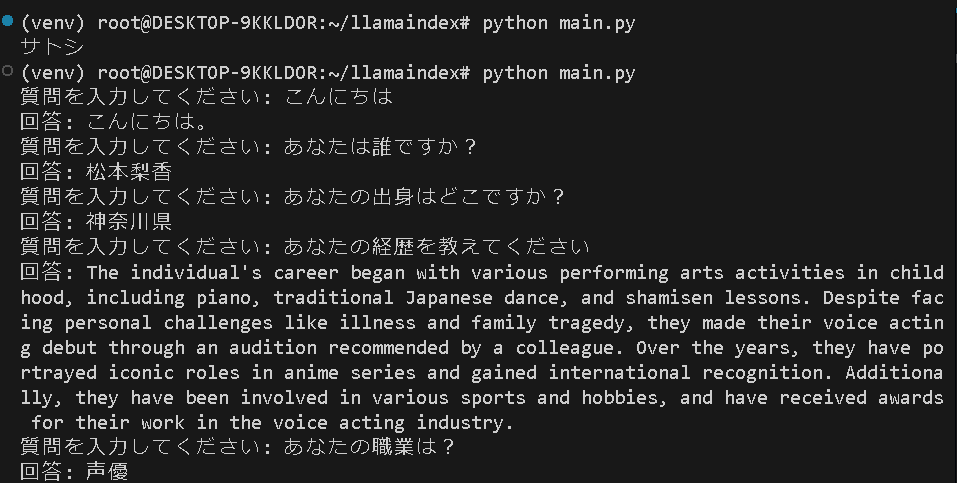 (venv) root@DESKTOP-9KKLD0R:~/llamaindex# python main.py
サトシ
(venv) root@DESKTOP-9KKLD0R:~/llamaindex# python main.py
質問を入力してください: こんにちは
回答: こんにちは。
質問を入力してください: あなたは誰ですか？
回答: 松本梨香
質問を入力してください: あなたの出身はどこですか？
回答: 神奈川県
質問を入力してください: あなたの経歴を教えてください
回答: The individual's career began with various performing arts activities in child
hood, including piano, traditional Japanese dance, and shamisen lessons. Despite fac
ing personal challenges like illness and family tragedy, they made their voice actin
g debut through an audition recommended by a colleague. Over the years, they have po
rtrayed iconic roles in anime series and gained international recognition. Additiona
lly, they have been involved in various sports and hobbies, and have received awards
 for their work in the voice acting industry.
質問を入力してください: あなたの職業は？
回答: 声優